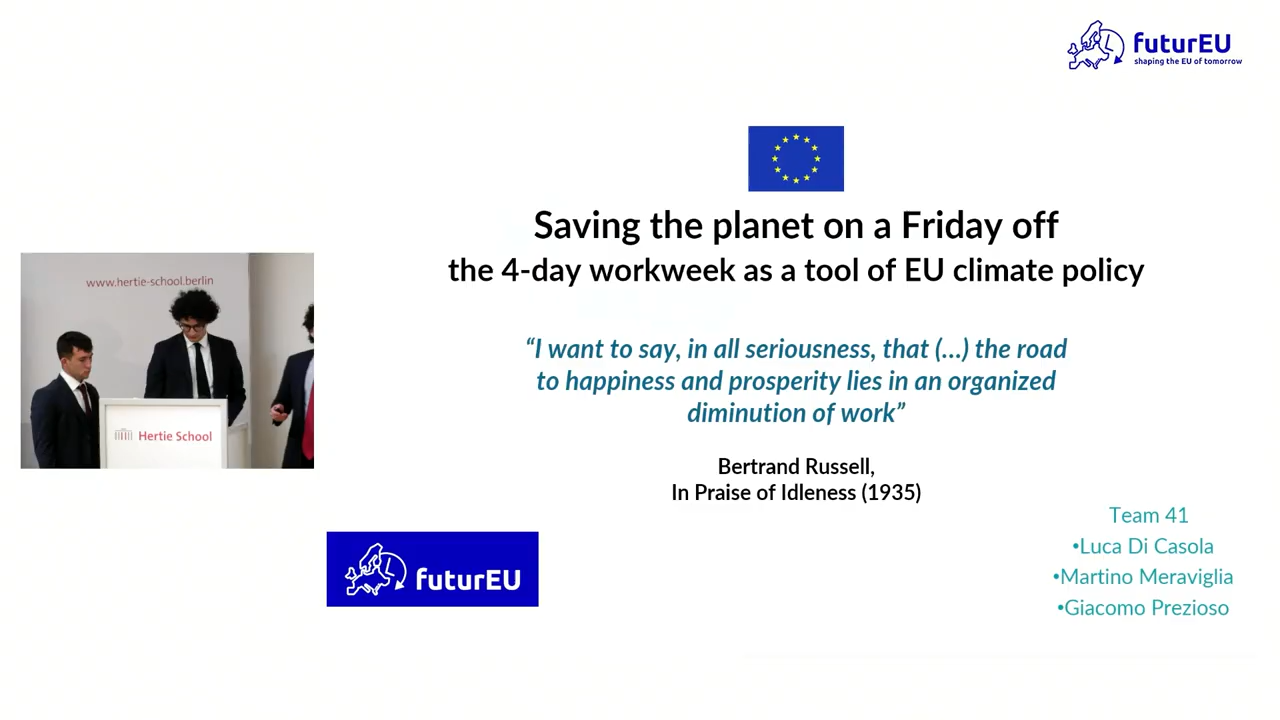 futurEU
shaping the EU of tomorrow
Saving the planet on a Friday off
the 4-day workweek as a tool of EU climate policy
“I want to say, in all seriousness, that (...) the road
to happiness and prosperity lies in an organized
diminution of work”
Bertrand Russell,
In Praise of Idleness (1935)
www.hertie-school.berlin
Hertie School
futurEU
Team 41
•Luca Di Casola
•Martino Meraviglia
•Giacomo Prezioso